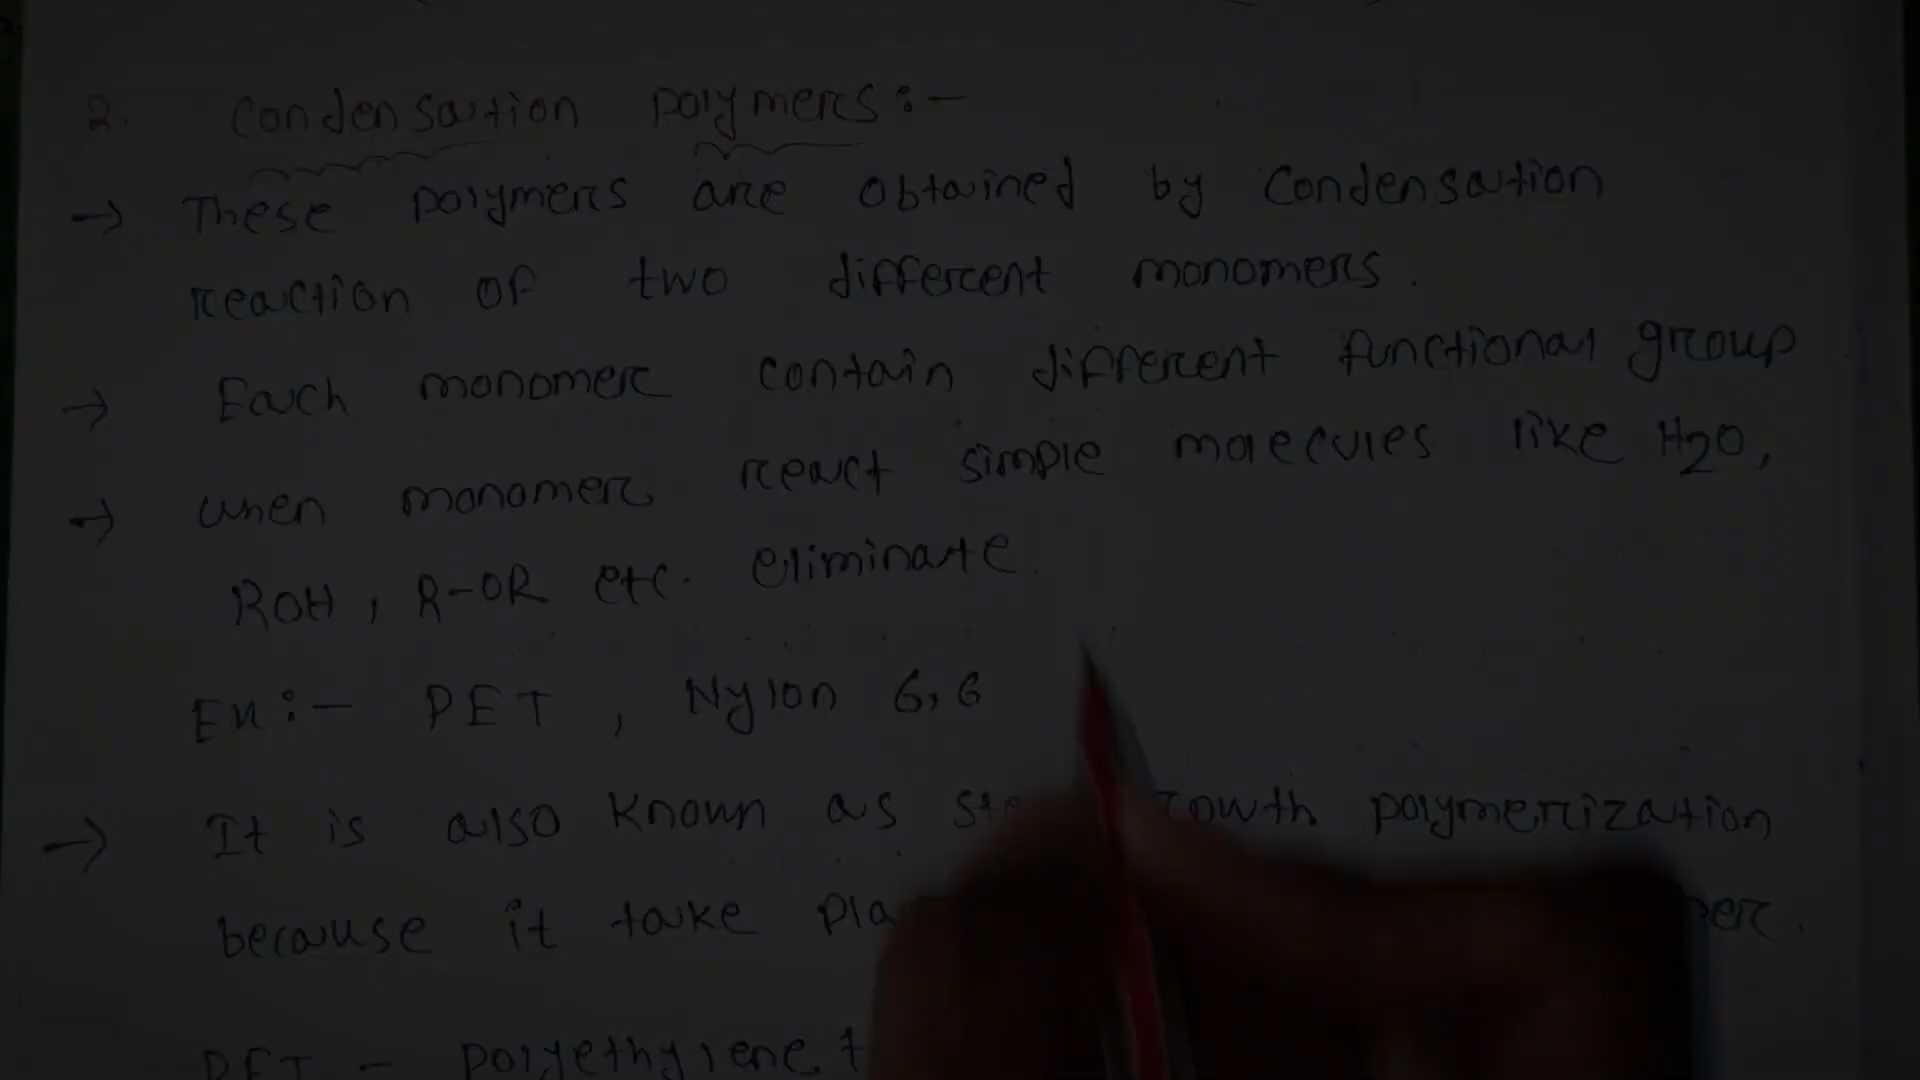 2. Condensation polymers:-
→ These polymers are obtained by Condensation
reaction of two different monomers.
→ Each monomer contain different functional group
→ when monomer react simple molecules like H2O,
ROH, R-OR etc. eliminate
Ex:- PET, Nylon 6,6
→ It is also known as polymerization
because it take
PET - polyethylene